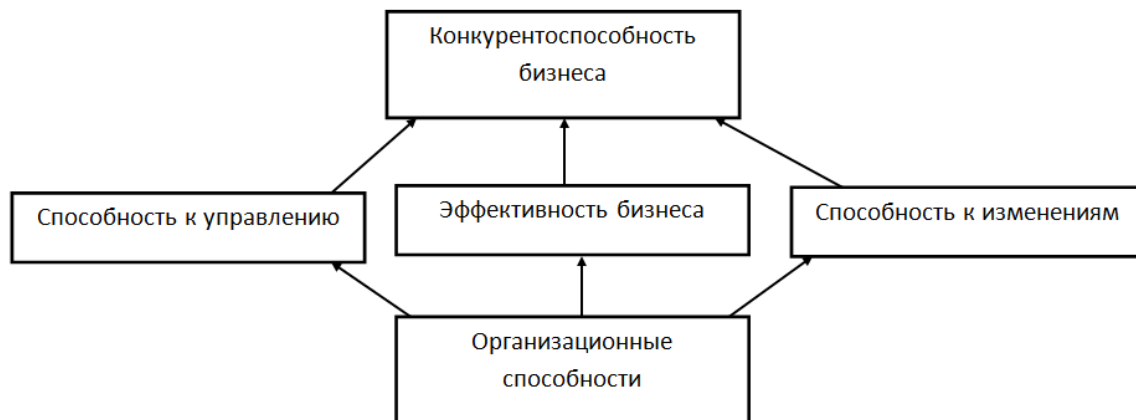 Конкурентоспособность
бизнеса
Способность к управлению
Эффективность бизнеса
Способность к изменениям
Организационные
способности